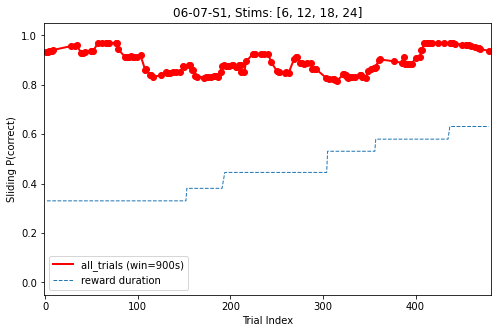 06-07-S1, Stims: [6, 12, 18, 24]
Sliding P(correct)
1.0
0.8
0.6
0.4
0.2
0.0
all_trials (win=900s)
reward duration
0 100 200 300 400
Trial Index